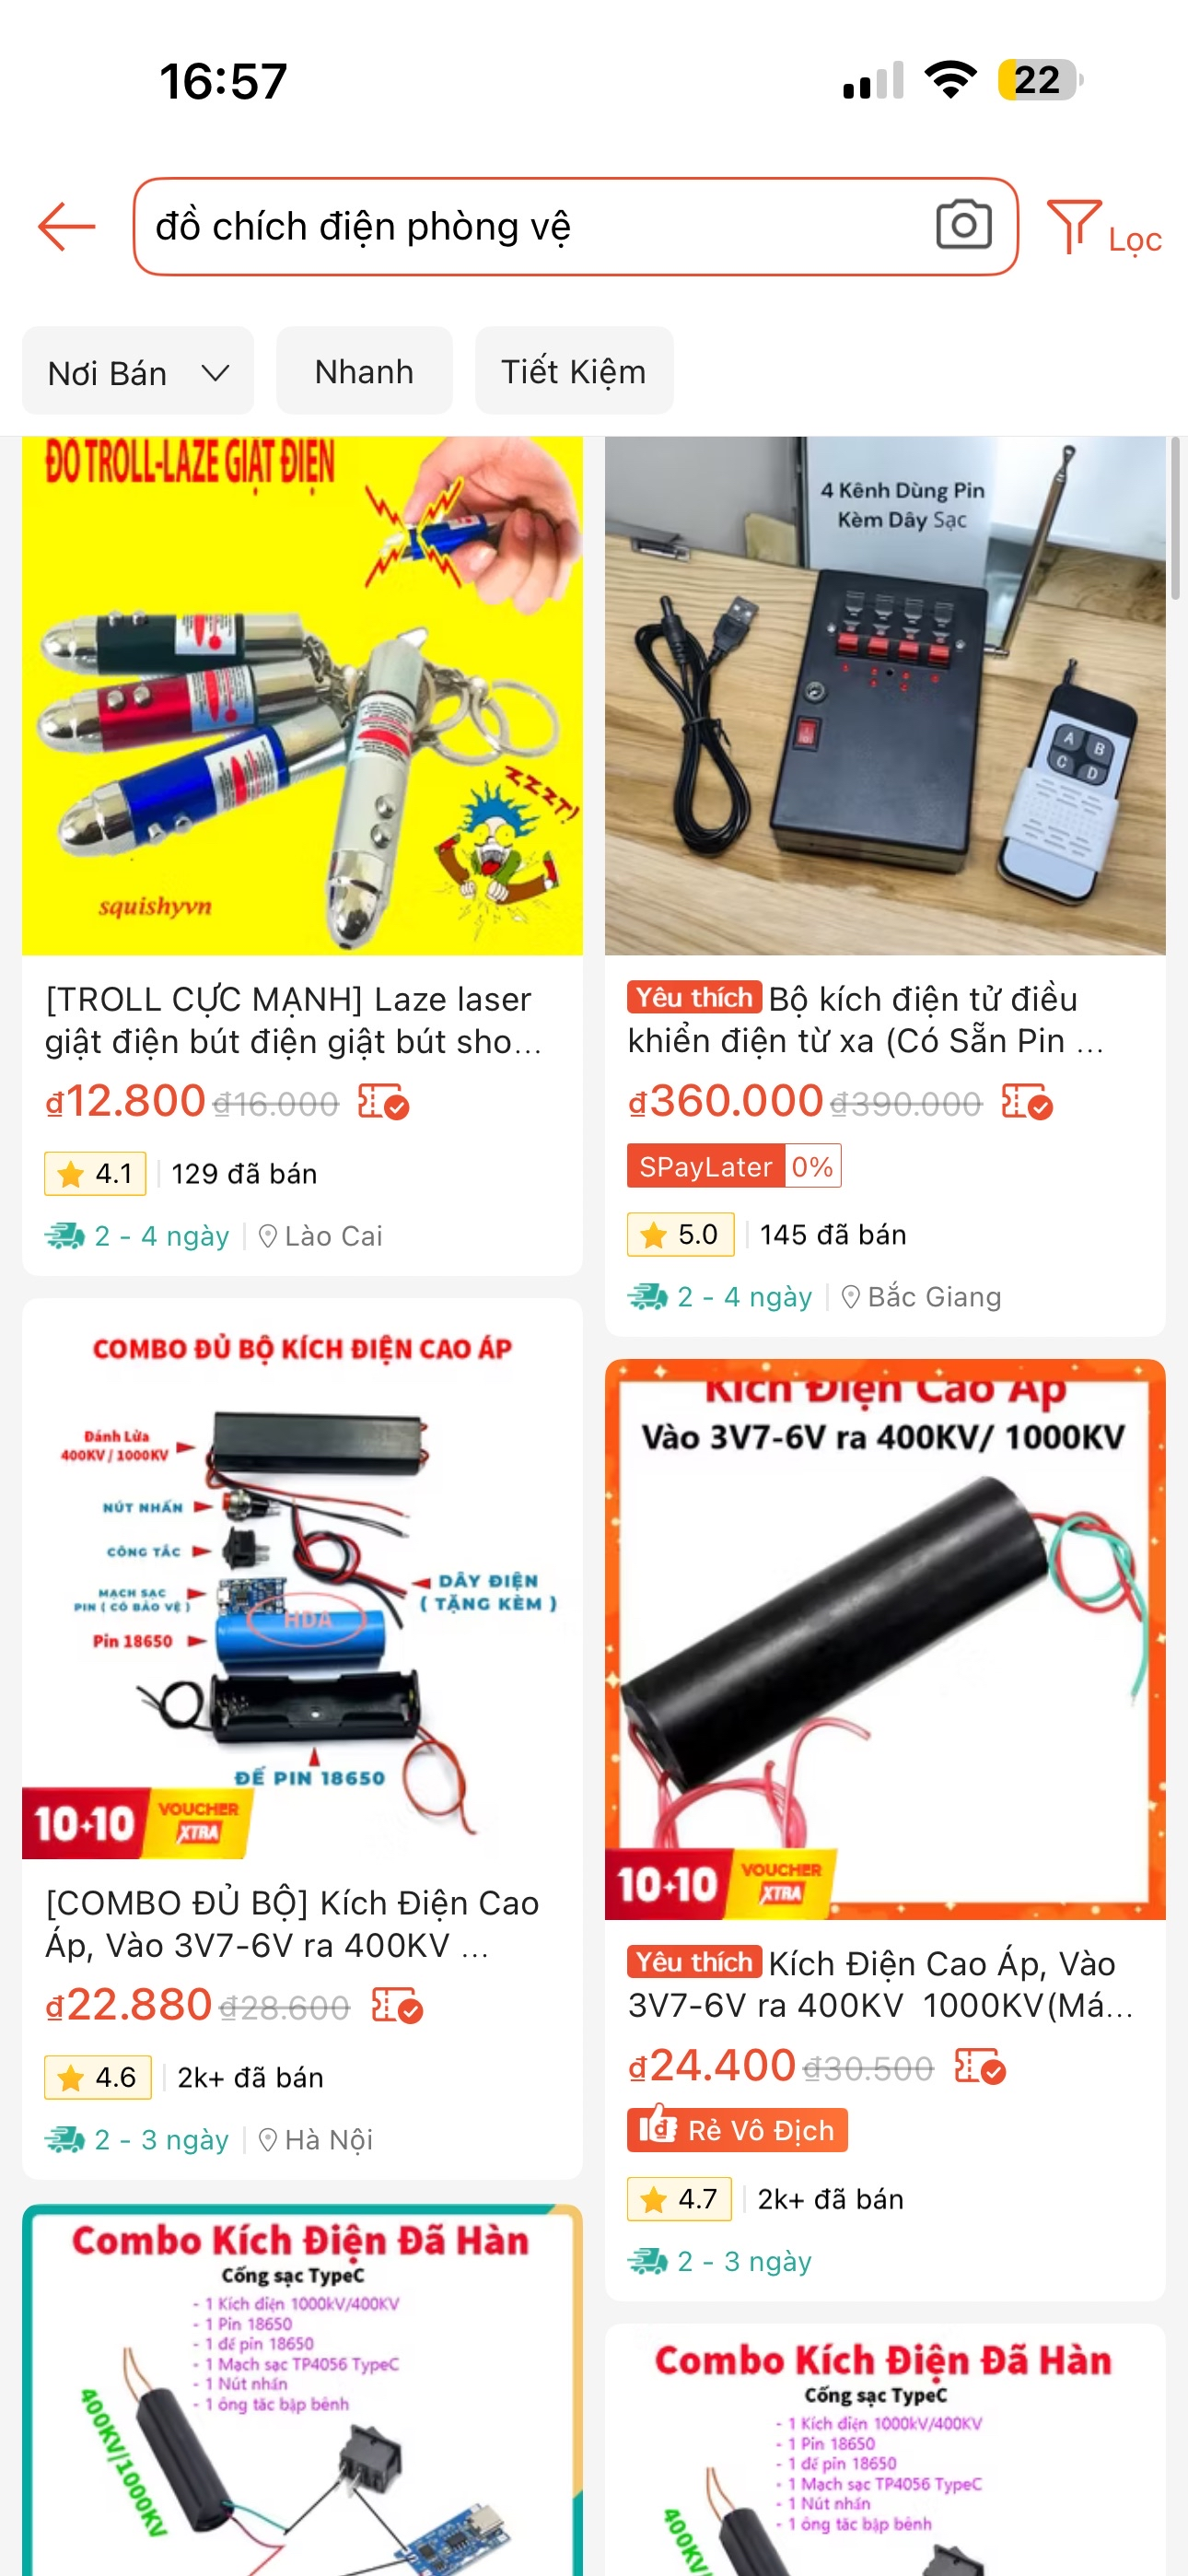 16:57
22
đồ chích điện phòng vệ
Lọc
Nơi Bán
Nhanh
Tiết Kiệm
ĐỒ TROLL-LAZE GIẬT ĐIỆN
ZZZT!
squishyvn
[TROLL CỰC MẠNH] Laze laser
giật điện bút điện giật bút sho...
₫12.800 ₫16.000
4.1
129 đã bán
2 - 4 ngày
Lào Cai
4 Kênh Dùng Pin
Kèm Dây Sạc
A B
C D
Yêu thích Bộ kích điện tử điều
khiển điện từ xa (Có Sẵn Pin ...
₫360.000 ₫390.000
SPayLater 0%
5.0
145 đã bán
2 - 4 ngày
Bắc Giang
COMBO ĐỦ BỘ KÍCH ĐIỆN CAO ÁP
Đánh Lửa
400KV / 1000KV
NÚT NHẤN
CÔNG TẮC
MẠCH SẠC
PIN ( CÓ BẢO VỆ )
DÂY ĐIỆN
( TẶNG KÈM )
HDA
Pin 18650
ĐẾ PIN 18650
10+10
VOUCHER
XTRA
[COMBO ĐỦ BỘ] Kích Điện Cao
Áp, Vào 3V7-6V ra 400KV ...
₫22.880 ₫28.600
4.6
2k+ đã bán
2 - 3 ngày
Hà Nội
Kích Điện Cao Áp
Vào 3V7-6V ra 400KV/ 1000KV
10+10
VOUCHER
XTRA
Yêu thích Kích Điện Cao Áp, Vào
3V7-6V ra 400KV 1000KV(Má...
₫24.400 ₫30.500
Rẻ Vô Địch
4.7
2k+ đã bán
2 - 3 ngày
Combo Kích Điện Đã Hàn
Cổng sạc TypeC
- 1 Kích điện 1000kV/400KV
- 1 Pin 18650
- 1 đế pin 18650
- 1 Mạch sạc TP4056 TypeC
- 1 Nút nhấn
- 1 ông tăc bập bênh
400KV/1000KV
Combo Kích Điện Đã Hàn
Cổng sạc TypeC
- 1 Kích điện 1000kV/400KV
- 1 Pin 18650
- 1 đế pin 18650
- 1 Mạch sạc TP4056 TypeC
- 1 Nút nhấn
- 1 ông tăc bập bênh
400KV/